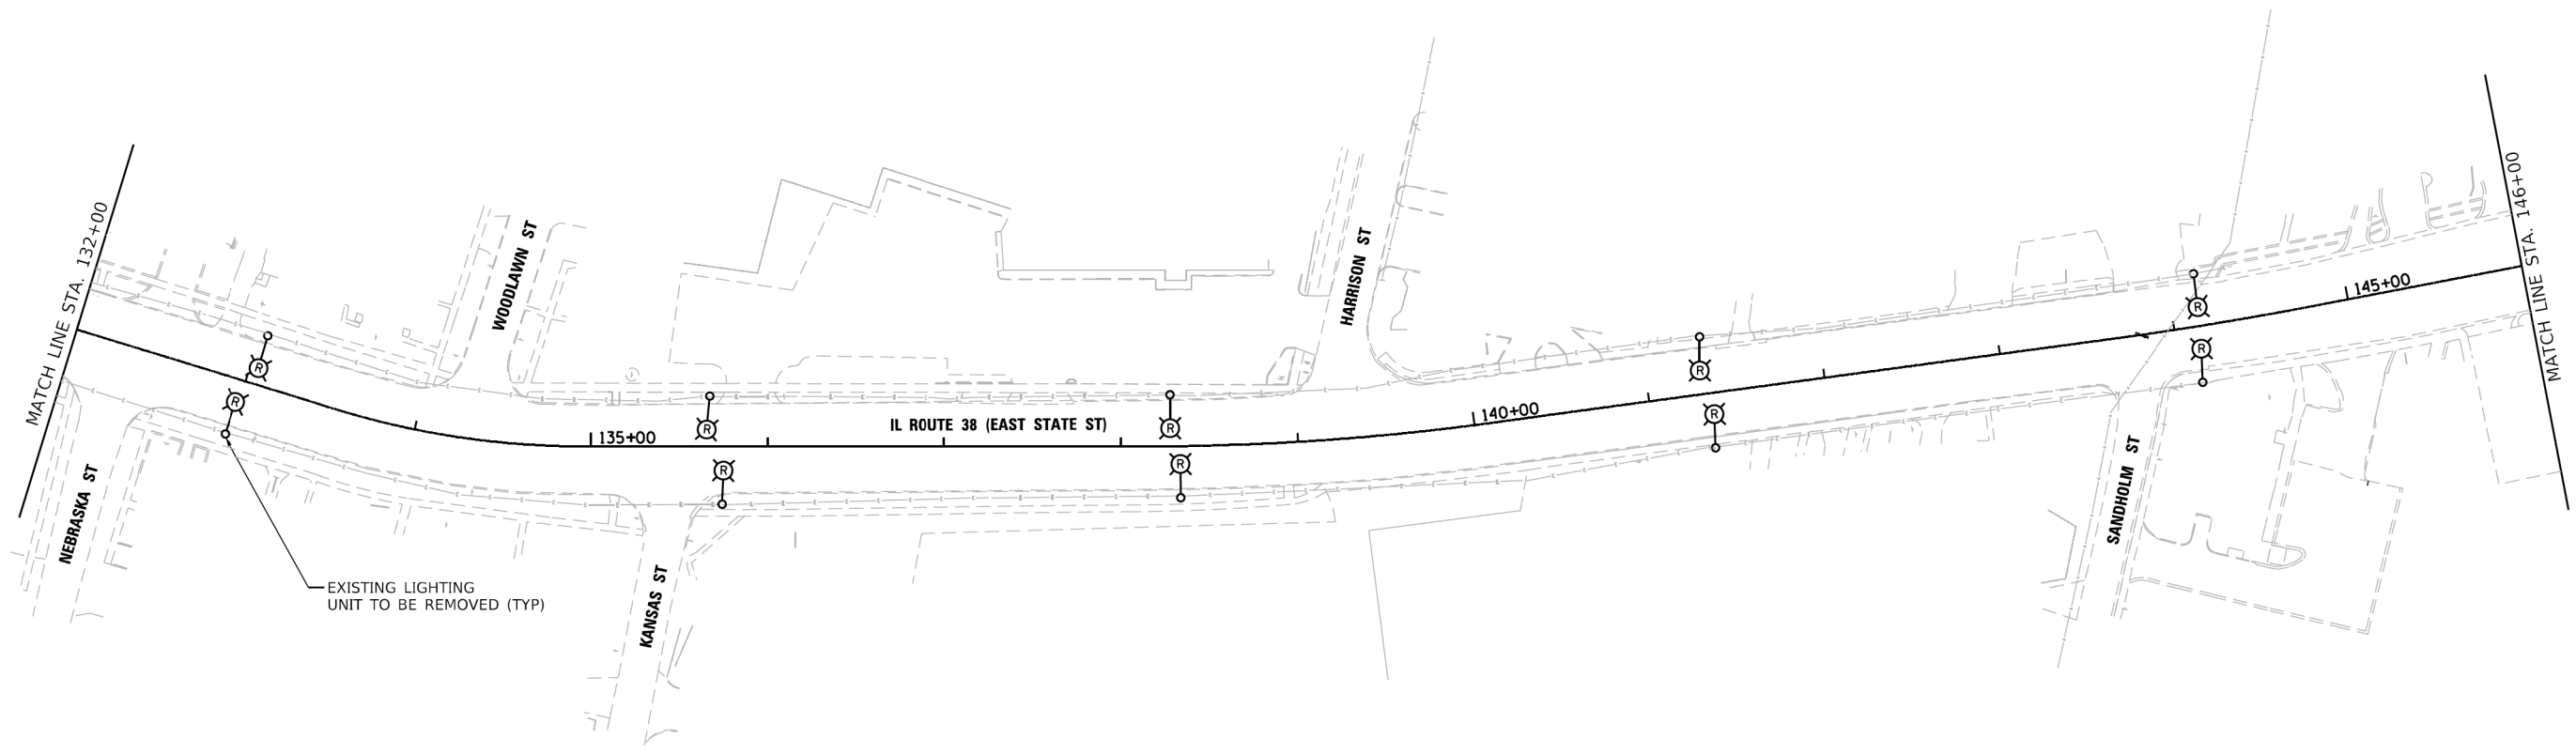 MATCH LINE STA. 132+00
NEBRASKA ST
R
R
EXISTING LIGHTING
UNIT TO BE REMOVED (TYP)
WOODLAWN ST
135+00
KANSAS ST
R
R
IL ROUTE 38 (EAST STATE ST)
R
R
HARRISON ST
140+00
R
R
SANDHOLM ST
R
R
145+00
MATCH LINE STA. 146+00